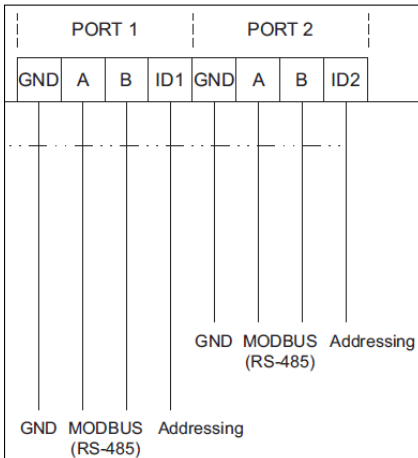 PORT 1 PORT 2
GND A B ID1 GND A B ID2
GND MODBUS Addressing
(RS-485)
GND MODBUS Addressing
(RS-485)